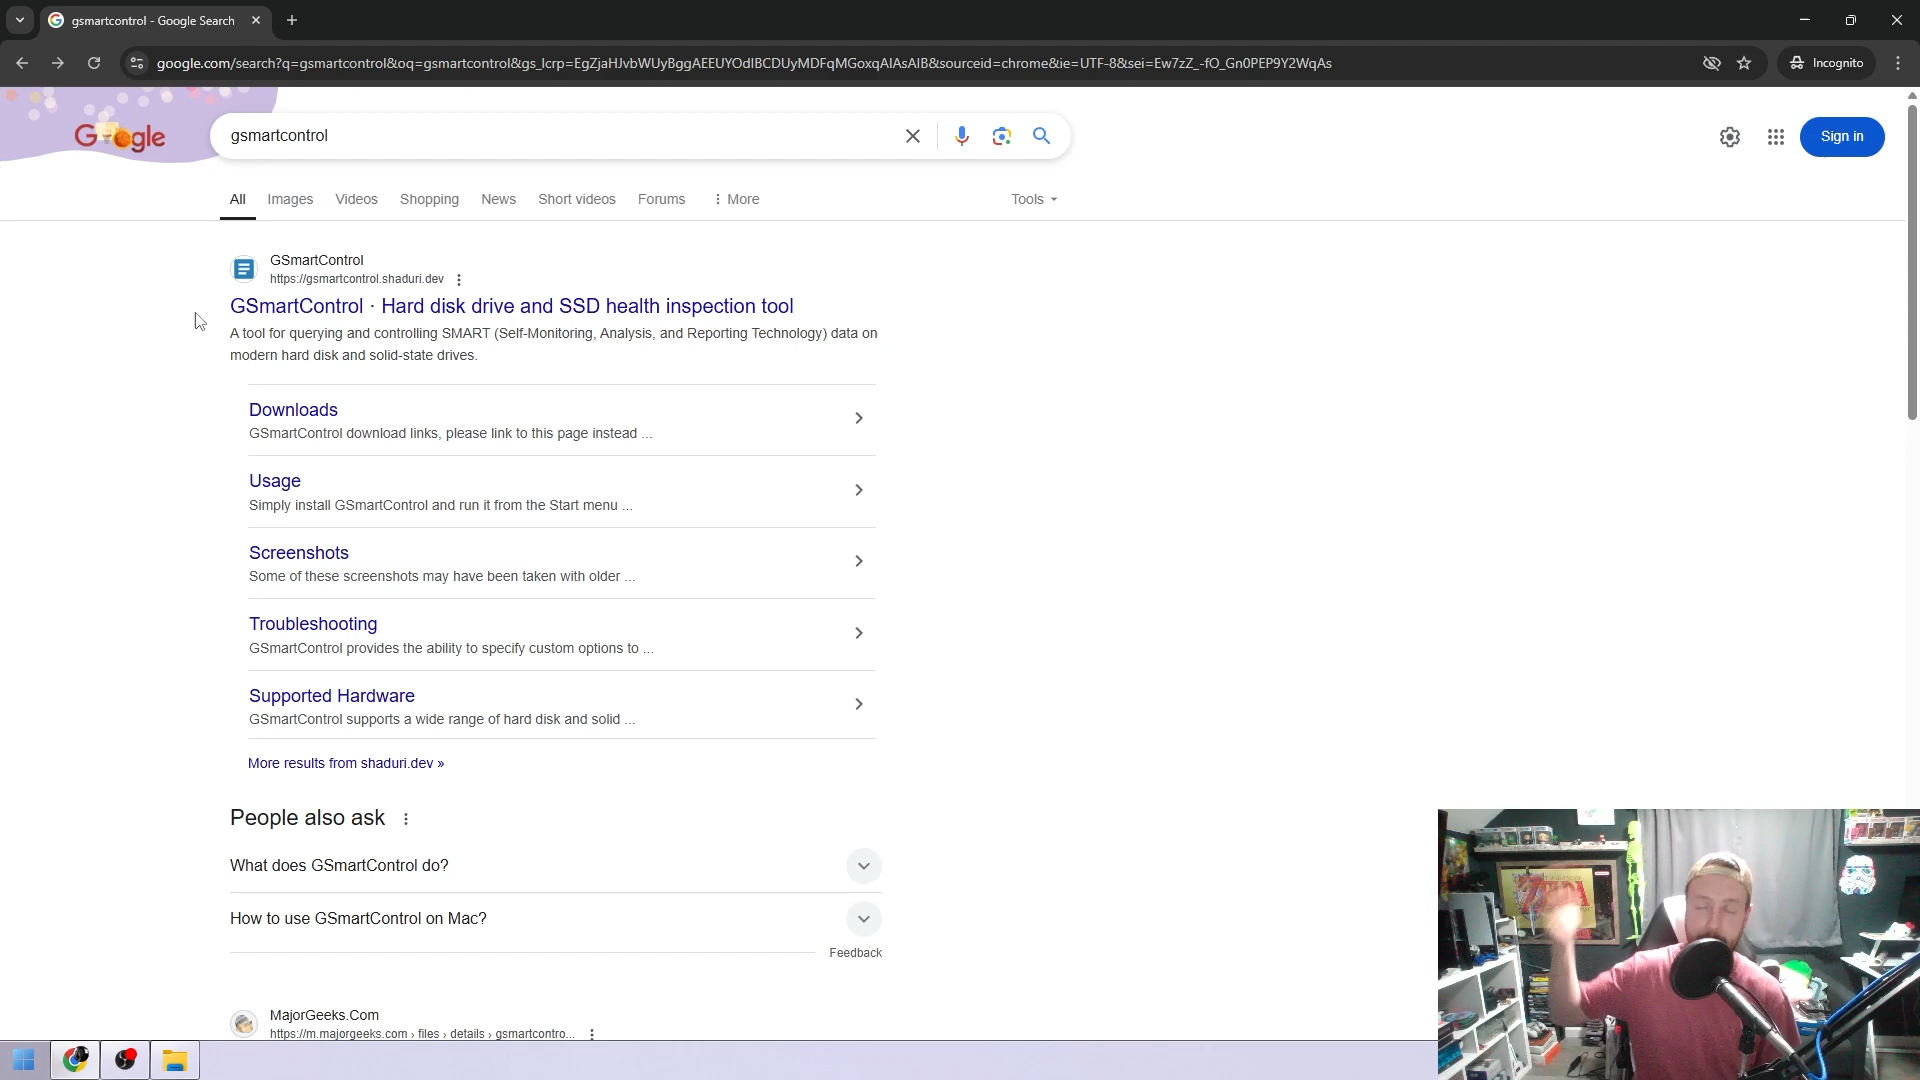 gsmartcontrol - Google Search
google.com/search?q=gsmartcontrol&oq=gsmartcontrol&gs_lcrp=EgZjaHJvbWUyBggAEEUYOdIBCDUyMDFqMGoxqAIAsAIB&sourceid=chrome&ie=UTF-8&sei=Ew7zZ_-fO_Gn0PEP9Y2WqAs
Incognito
Google
gsmartcontrol
Sign in
All Images Videos Shopping News Short videos Forums More Tools
GSmartControl
https://gsmartcontrol.shaduri.dev
GSmartControl · Hard disk drive and SSD health inspection tool
A tool for querying and controlling SMART (Self-Monitoring, Analysis, and Reporting Technology) data on
modern hard disk and solid-state drives.
Downloads
GSmartControl download links, please link to this page instead ...
Usage
Simply install GSmartControl and run it from the Start menu ...
Screenshots
Some of these screenshots may have been taken with older ...
Troubleshooting
GSmartControl provides the ability to specify custom options to ...
Supported Hardware
GSmartControl supports a wide range of hard disk and solid ...
More results from shaduri.dev »
People also ask
What does GSmartControl do?
How to use GSmartControl on Mac?
Feedback
MajorGeeks.Com
https://m.majorgeeks.com › files › details › gsmartcontro...